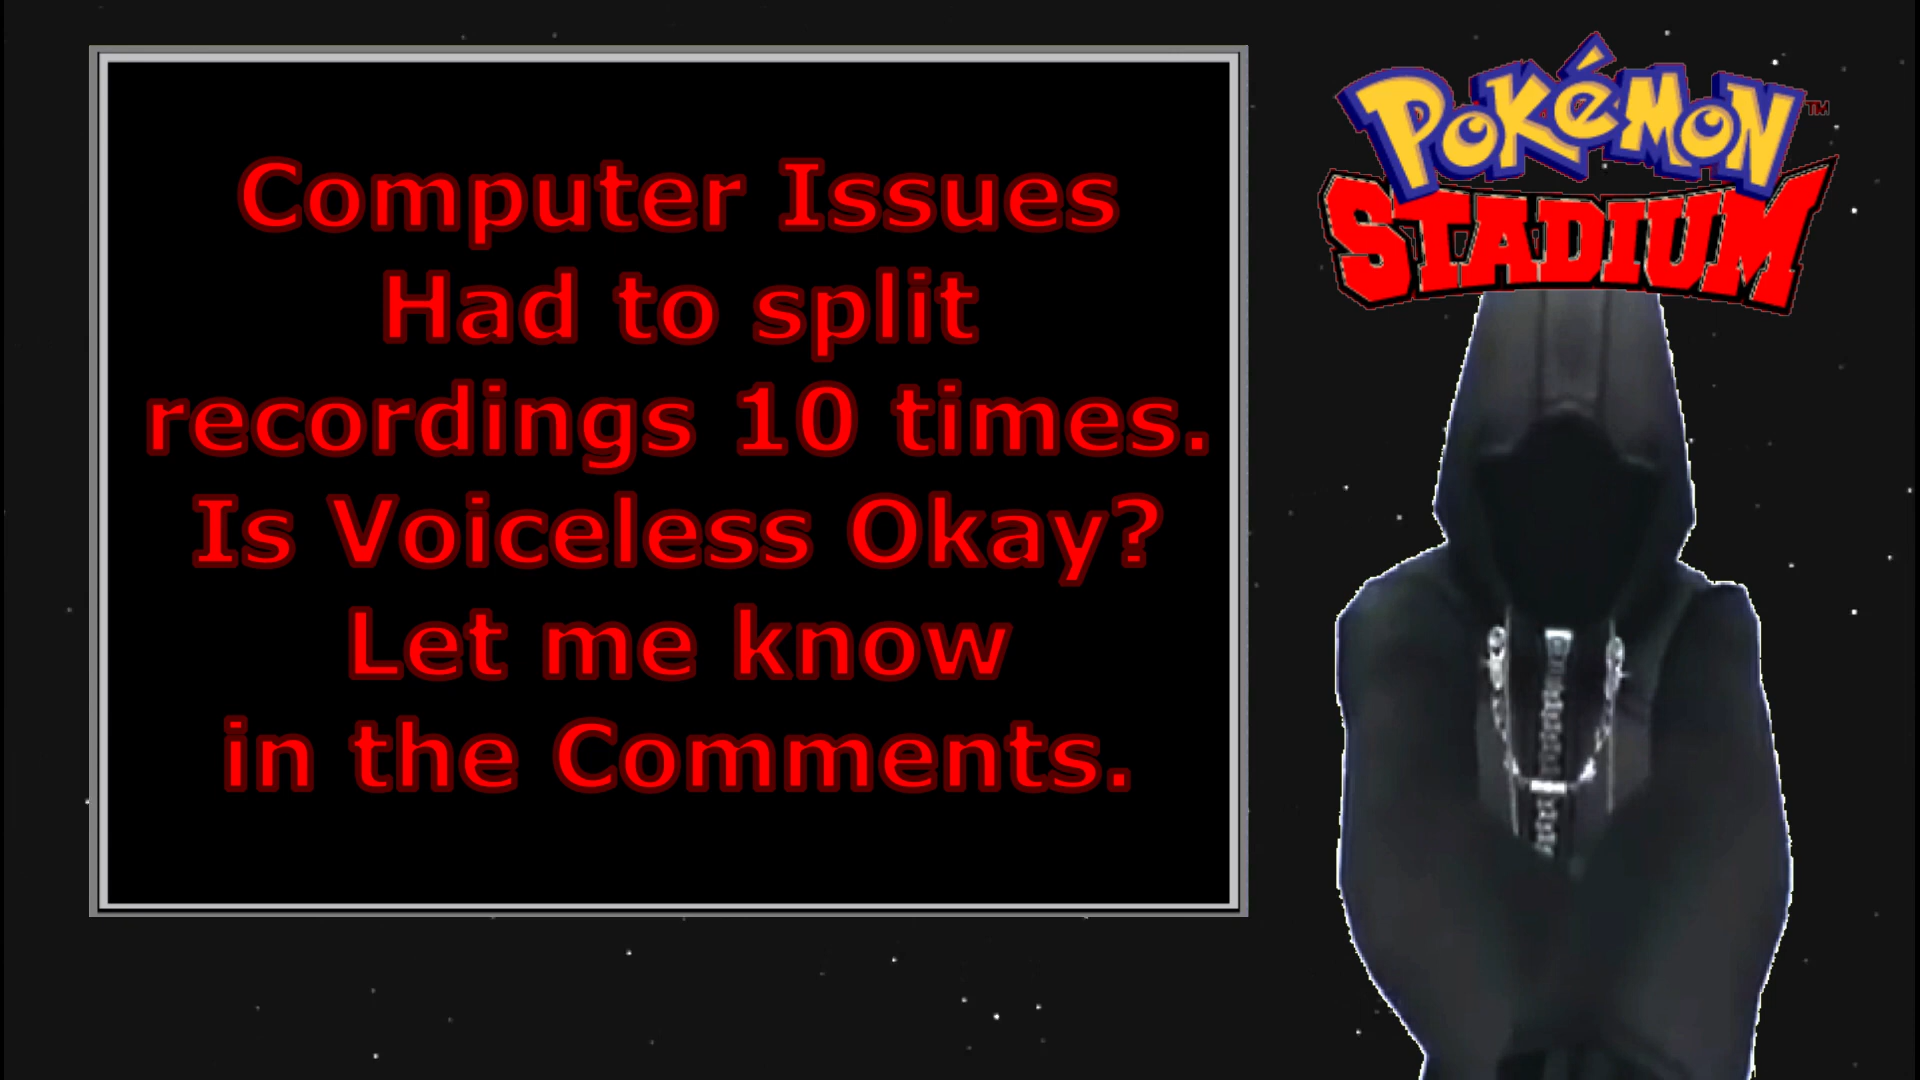 Computer Issues
Had to split
recordings 10 times.
Is Voiceless Okay?
Let me know
in the Comments.
POKéMON
™
STADIUM